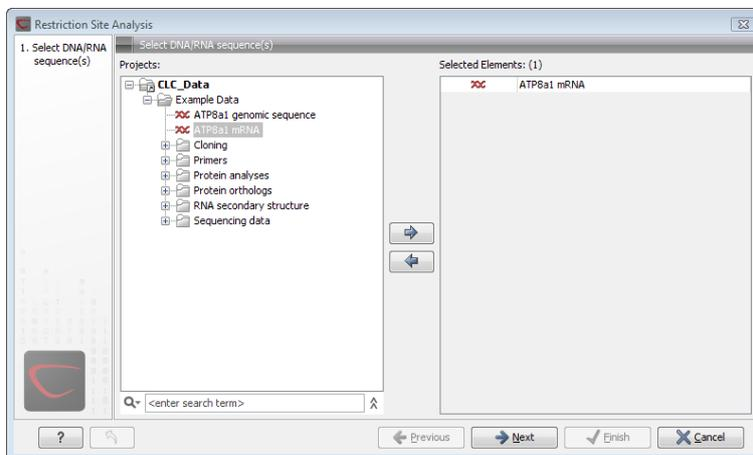 Restriction Site Analysis
1. Select DNA/RNA
sequence(s)
Select DNA/RNA sequence(s)
Projects:
CLC_Data
Example Data
ATP8a1 genomic sequence
ATP8a1 mRNA
Cloning
Primers
Protein analyses
Protein orthologs
RNA secondary structure
Sequencing data
<enter search term>
Selected Elements: (1)
ATP8a1 mRNA
?
Previous
Next
Finish
Cancel